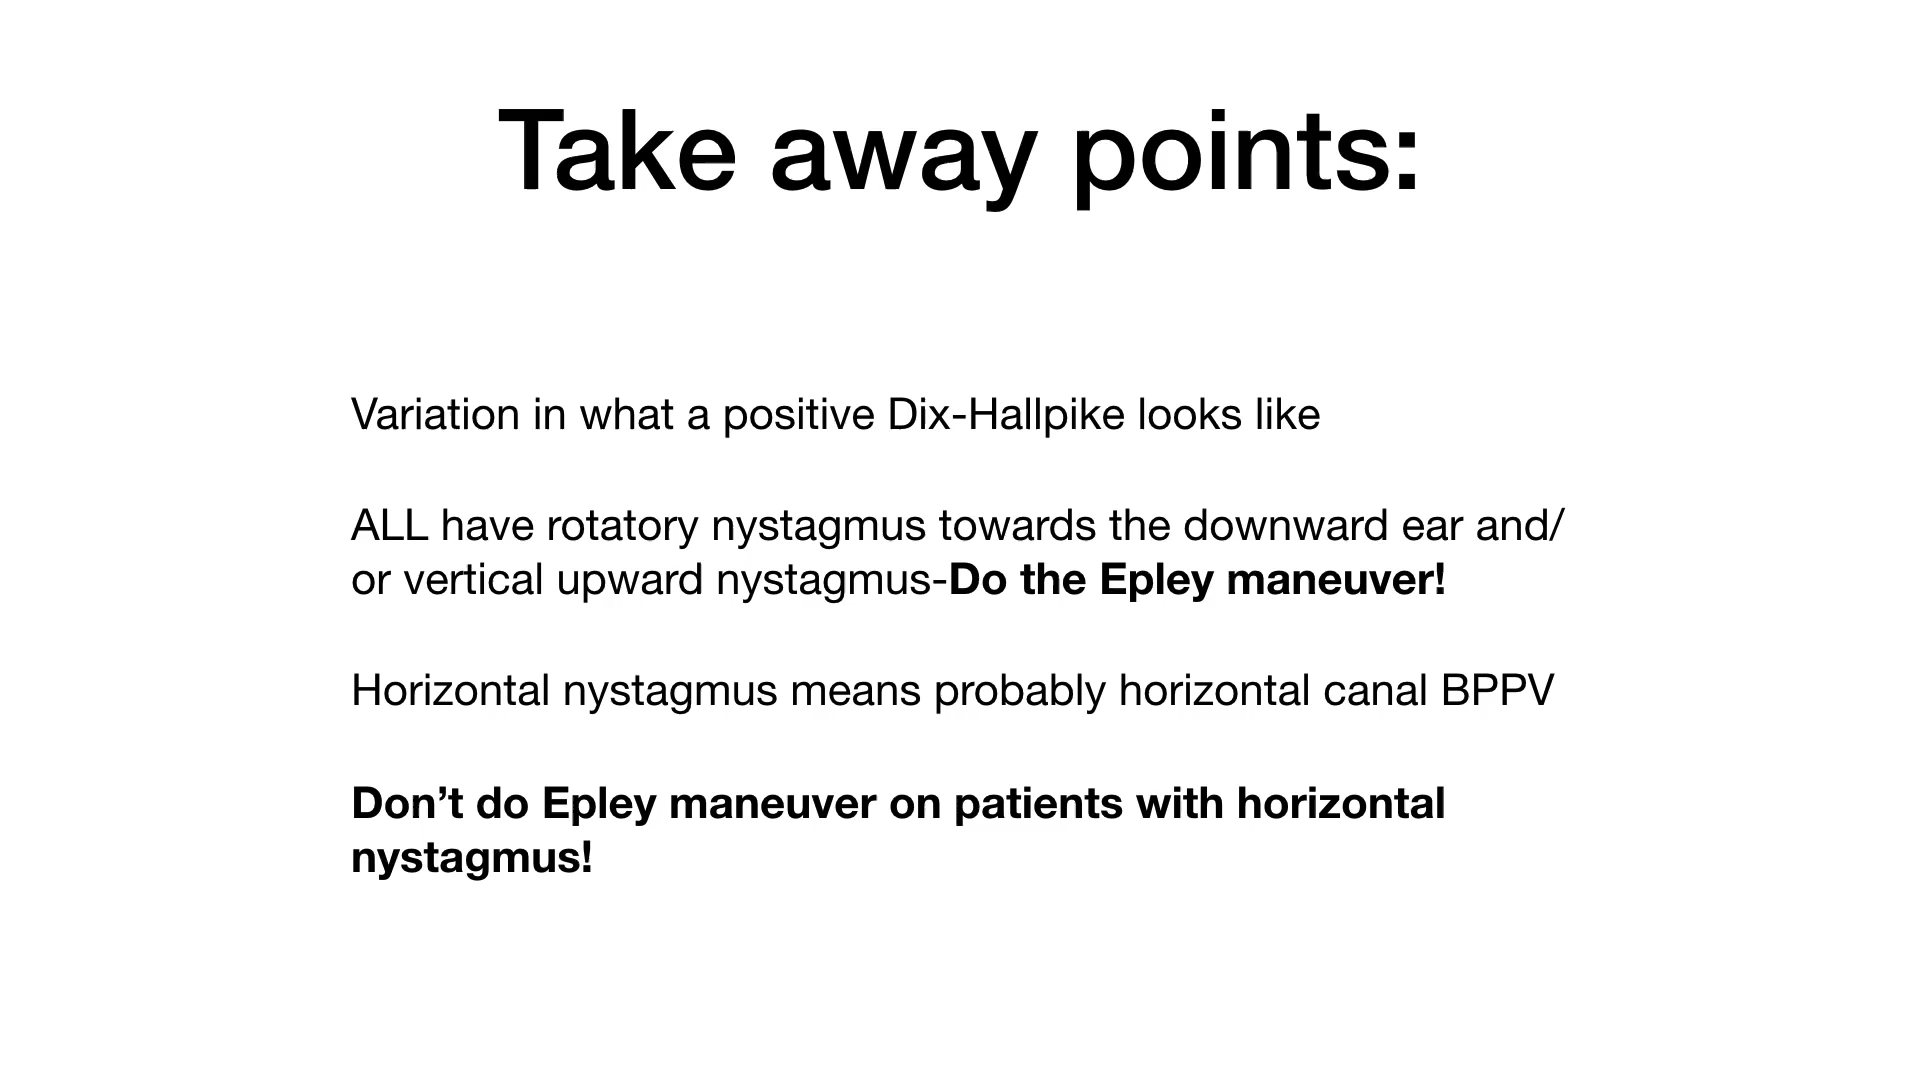 Take away points:
Variation in what a positive Dix-Hallpike looks like
ALL have rotatory nystagmus towards the downward ear and/
or vertical upward nystagmus-Do the Epley maneuver!
Horizontal nystagmus means probably horizontal canal BPPV
Don’t do Epley maneuver on patients with horizontal
nystagmus!